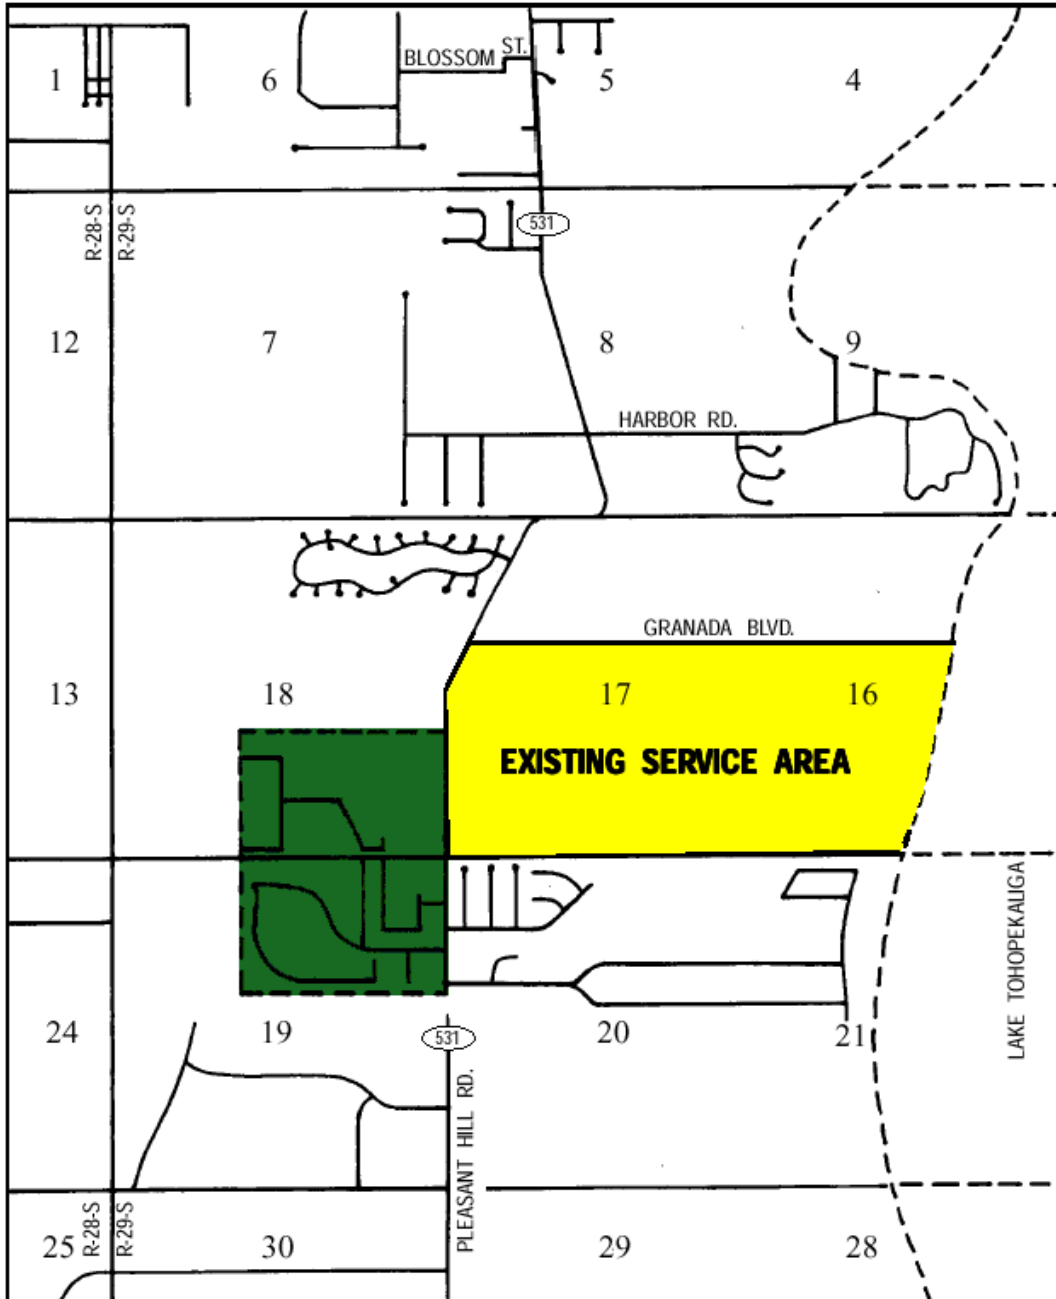 BLOSSOM ST.
1
6
5
4
R-28-S
R-29-S
531
12
7
8
9
HARBOR RD.
GRANADA BLVD.
13
18
17
16
EXISTING SERVICE AREA
LAKE TOHOPEKALIGA
24
19
531
20
21
PLEASANT HILL RD.
R-28-S
R-29-S
25
30
29
28